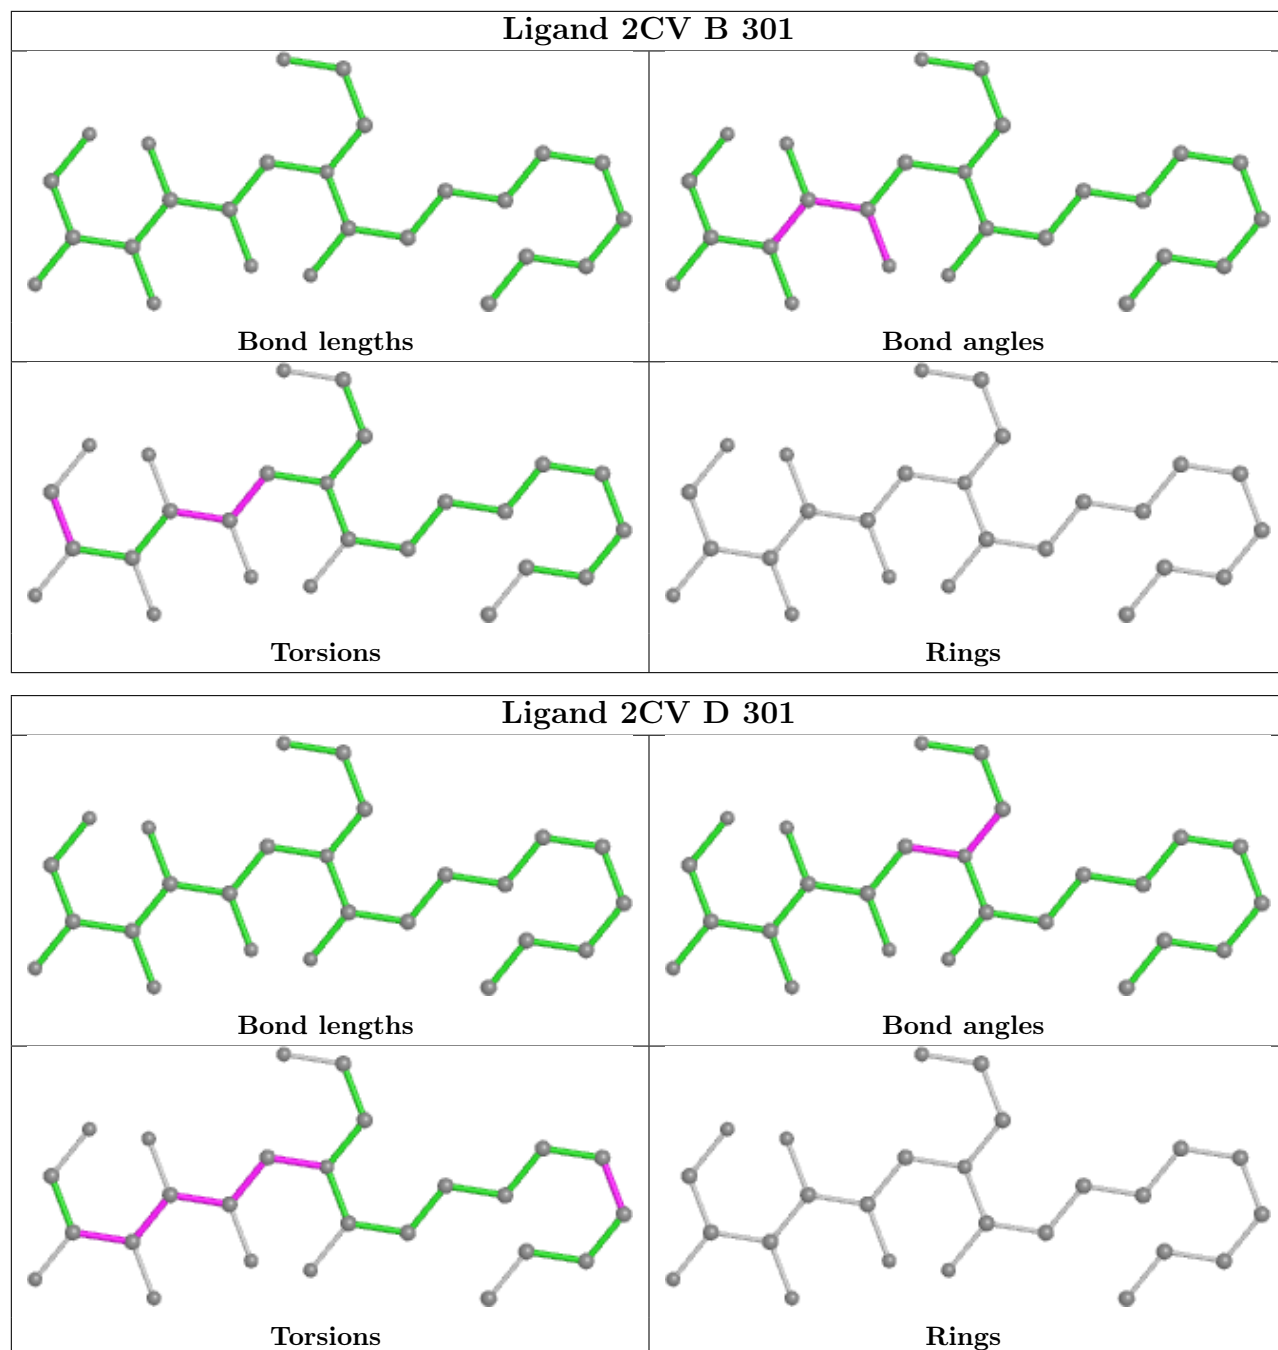 Ligand 2CV B 301
Bond lengths
Bond angles
Torsions
Rings
Ligand 2CV D 301
Bond lengths
Bond angles
Torsions
Rings